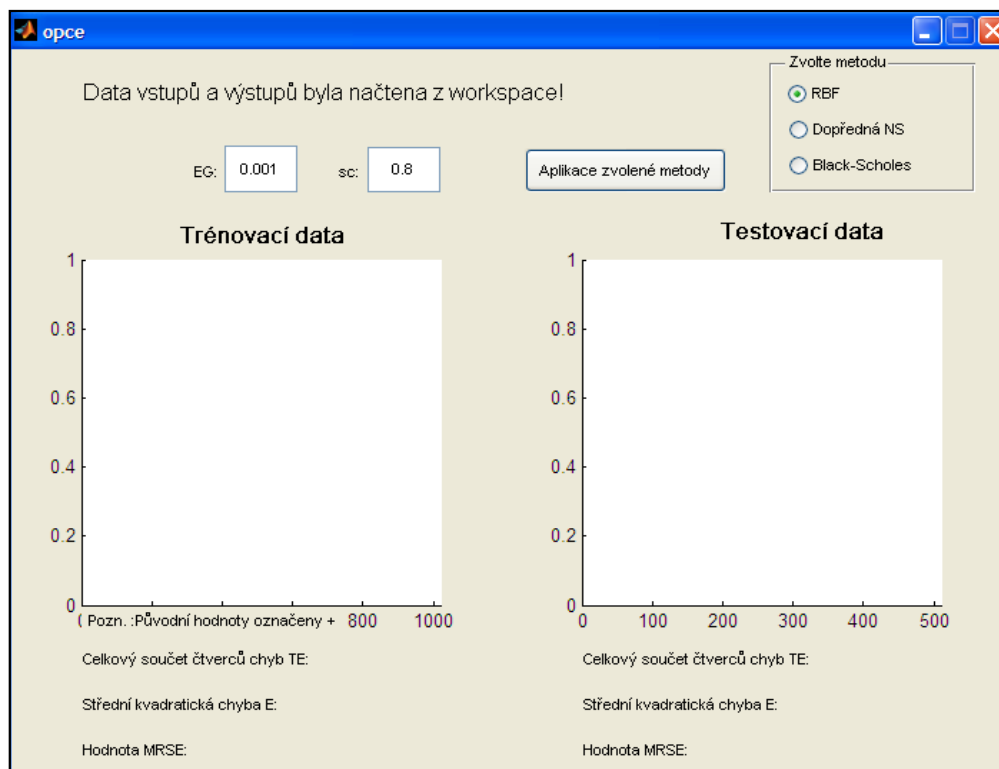 opce
Zvolte metodu
Data vstupů a výstupů byla načtena z workspace!
RBF
Dopředná NS
Black-Scholes
EG: 0.001 sc: 0.8 Aplikace zvolené metody
Trénovací data
1
0.8
0.6
0.4
0.2
0
( Pozn. :Původní hodnoty označeny + 800 1000
Celkový součet čtverců chyb TE:
Střední kvadratická chyba E:
Hodnota MRSE:
Testovací data
1
0.8
0.6
0.4
0.2
0
0 100 200 300 400 500
Celkový součet čtverců chyb TE:
Střední kvadratická chyba E:
Hodnota MRSE: